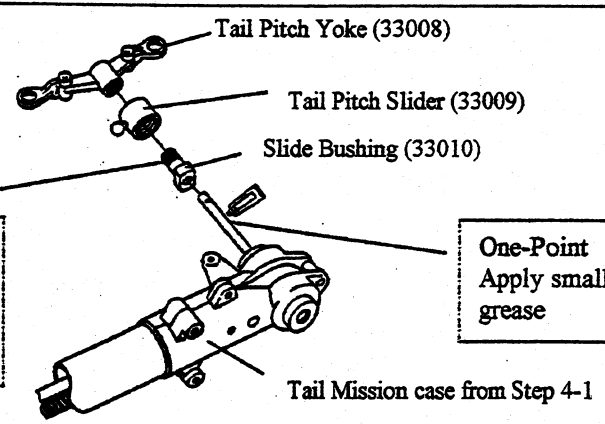 Tail Pitch Yoke (33008)
Tail Pitch Slider (33009)
Slide Bushing (33010)
One-Point
Apply small
grease
Tail Mission case from Step 4-1